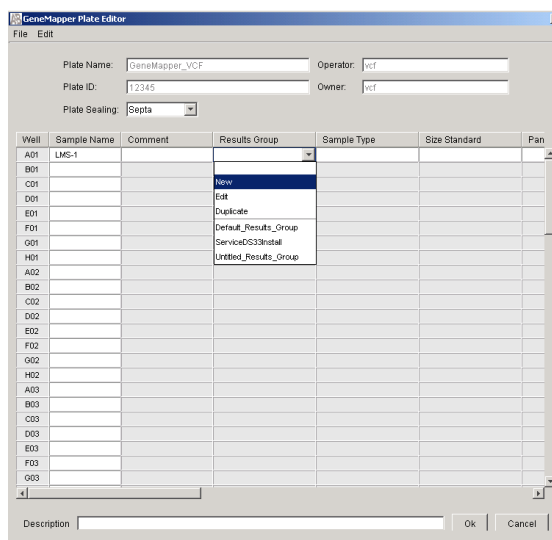 GeneMapper Plate Editor
File Edit
Plate Name: GeneMapper_VCF Operator: vcf
Plate ID: 12345 Owner: vcf
Plate Sealing: Septa
Well Sample Name Comment Results Group Sample Type Size Standard Pan
A01 LMS-1
B01
New
C01
Edit
D01
Duplicate
E01
Default_Results_Group
F01
ServiceDS33Install
G01
Untitled_Results_Group
H01
A02
B02
C02
D02
E02
F02
G02
H02
A03
B03
C03
D03
E03
F03
G03
Description Ok Cancel